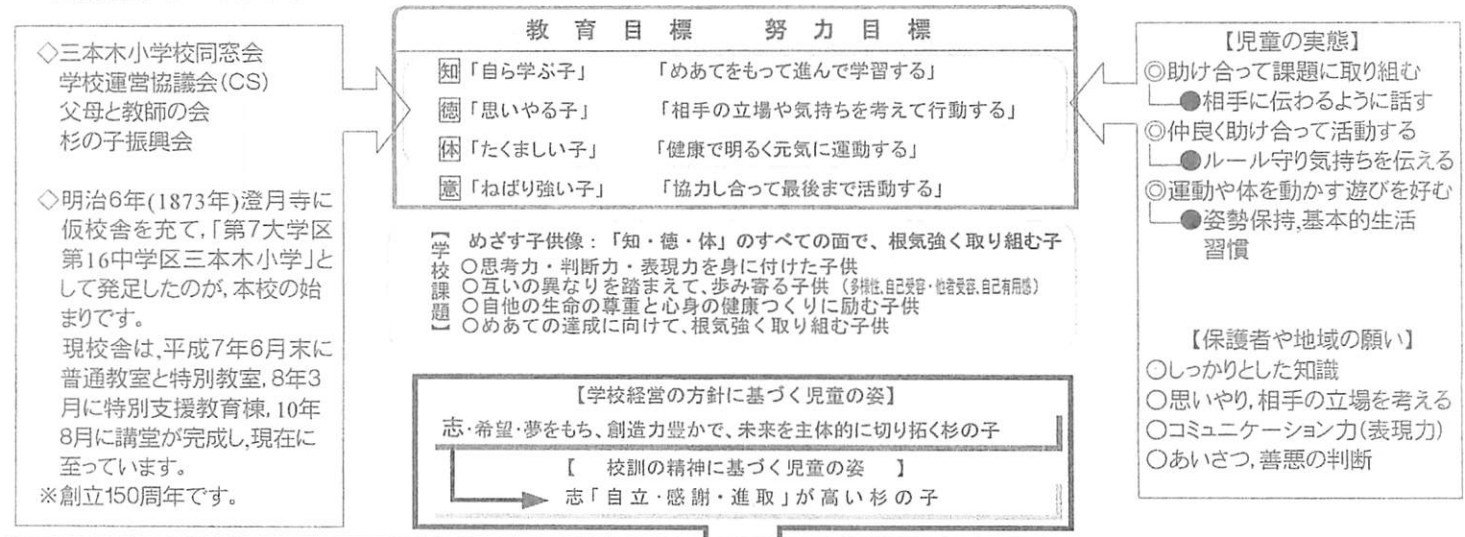 ◇三本木小学校同窓会
学校運営協議会(CS)
父母と教師の会
杉の子振興会
◇明治6年(1873年)澄月寺に
仮校舎を充て,「第7大学区
第16中学区三本木小学」と
して発足したのが,本校の始
まりです。
現校舎は,平成7年6月末に
普通教室と特別教室,8年3
月に特別支援教育棟,10年
8月に講堂が完成し,現在に
至っています。
※創立150周年です。
教育目標 努力目標
知「自ら学ぶ子」 「めあてをもって進んで学習する」
徳「思いやる子」 「相手の立場や気持ちを考えて行動する」
体「たくましい子」 「健康で明るく元気に運動する」
意「ねばり強い子」 「協力し合って最後まで活動する」
【学校課題】
めざす子供像:「知・徳・体」のすべての面で、根気強く取り組む子
○思考力・判断力・表現力を身に付けた子供
○互いの異なりを踏まえて、歩み寄る子供(多様性、自己受容・他者受容、自己有用感)
○自他の生命の尊重と心身の健康つくりに励む子供
○めあての達成に向けて、根気強く取り組む子供
【学校経営の方針に基づく児童の姿】
志・希望・夢をもち、創造力豊かで、未来を主体的に切り拓く杉の子
【 校訓の精神に基づく児童の姿 】
志「自立・感謝・進取」が高い杉の子
【児童の実態】
◎助け合って課題に取り組む
●相手に伝わるように話す
◎仲良く助け合って活動する
●ルール守り気持ちを伝える
◎運動や体を動かす遊びを好む
●姿勢保持,基本的生活
習慣
【保護者や地域の願い】
○しっかりとした知識
○思いやり,相手の立場を考える
○コミュニケーション力(表現力)
○あいさつ,善悪の判断